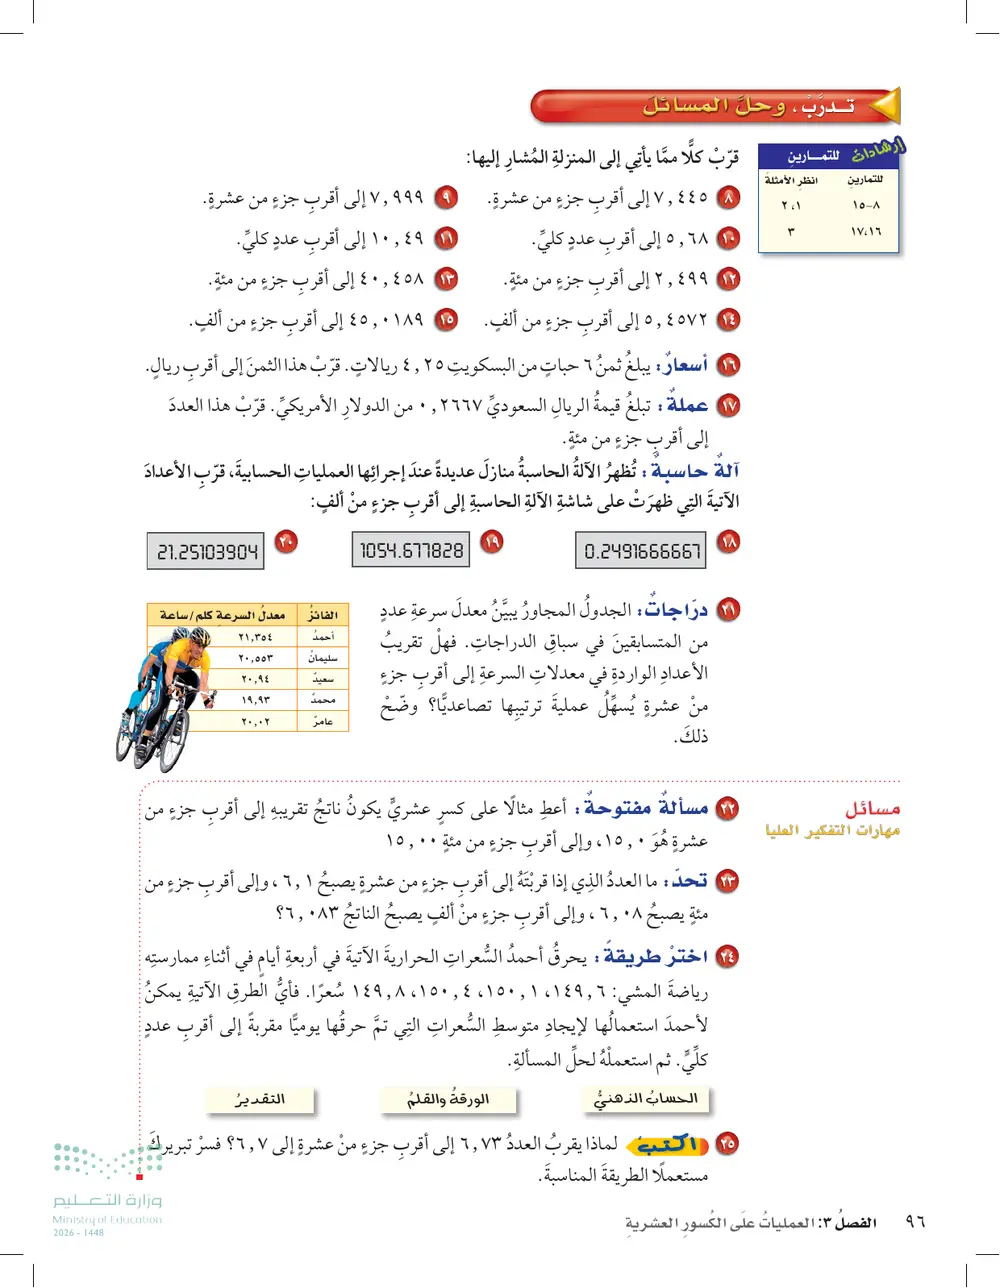 تـدرَّبْ، وحلَّ المسائلَ
إرشادات للتمــارينِ
للتمارينِ انظرِ الأمثلةَ
٨-١٥ ١، ٢
١٦، ١٧ ٣
قرّبْ كلًّا ممَّا يأتِي إلى المنزلةِ المُشارِ إليها:
٨ ٧,٤٤٥ إلى أقربِ جزءٍ من عشرةٍ.
٩ ٧,٩٩٩ إلى أقربِ جزءٍ من عشرةٍ.
١٠ ٥,٦٨ إلى أقربِ عددٍ كليٍّ.
١١ ١٠,٤٩ إلى أقربِ عددٍ كليٍّ.
١٢ ٢,٤٩٩ إلى أقربِ جزءٍ من مئةٍ.
١٣ ٤٠,٤٥٨ إلى أقربِ جزءٍ من مئةٍ.
١٤ ٥,٤٥٧٢ إلى أقربِ جزءٍ من ألفٍ.
١٥ ٤٥,٠١٨٩ إلى أقربِ جزءٍ من ألفٍ.
١٦ أسعارٌ: يبلغُ ثمنُ ٦ حباتٍ من البسكويتِ ٤,٢٥ ريالاتٍ. قرّبْ هذا الثمنَ إلى أقربِ ريالٍ.
١٧ عملةٌ: تبلغُ قيمةُ الريالِ السعوديِّ ٠,٢٦٦٧ من الدولارِ الأمريكيِّ. قرّبْ هذا العددَ
إلى أقربِ جزءٍ من مئةٍ.
آلةٌ حاسبةٌ: تُظهرُ الآلةُ الحاسبةُ منازلَ عديدةً عندَ إجرائِها العملياتِ الحسابيةَ، قرّبِ الأعدادَ
الآتيةَ التِي ظهرَتْ على شاشةِ الآلةِ الحاسبةِ إلى أقربِ جزءٍ منْ ألفٍ:
١٨ 0.2491666667
١٩ 1054.677828
٢٠ 21.25103904
٢١ درّاجاتٌ: الجدولُ المجاورُ يبيَّنُ معدلَ سرعةِ عددٍ
من المتسابقينَ في سباقِ الدراجاتِ. فهلْ تقريبُ
الأعدادِ الواردةِ في معدلاتِ السرعةِ إلى أقربِ جزءٍ
منْ عشرةٍ يُسهِّلُ عمليةَ ترتيبِها تصاعديًّا؟ وضّحْ
ذلكَ.
الفائزُ معدلُ السرعةِ كلم/ساعة
أحمدُ ٢١,٣٥٤
سليمانُ ٢٠,٥٥٣
سعيدٌ ٢٠,٩٤
محمدٌ ١٩,٩٣
عامرٌ ٢٠,٠٢
مسائل
مهارات التفكير العليا
٢٢ مسألةٌ مفتوحةٌ: أعطِ مثالًا على كسرٍ عشريٍّ يكونُ ناتجُ تقريبهِ إلى أقربِ جزءٍ من
عشرةٍ هُوَ ١٥,٠، وإلى أقربِ جزءٍ من مئةٍ ١٥,٠٠
٢٣ تحدَّ: ما العددُ الذِي إذا قربْتَهُ إلى أقربِ جزءٍ من عشرةٍ يصبحُ ٦,١، وإلى أقربِ جزءٍ من
مئةٍ يصبحُ ٦,٠٨، وإلى أقربِ جزءٍ منْ ألفٍ يصبحُ الناتجُ ٦,٠٨٣؟
٢٤ اخترْ طريقةً: يحرقُ أحمدُ السُّعراتِ الحراريةَ الآتيةَ في أربعةِ أيامٍ في أثناءِ ممارستِه
رياضةَ المشيِ: ١٤٩,٦، ١٥٠,١، ١٥٠,٤، ١٤٩,٨ سُعرًا. فأيُّ الطرقِ الآتيةِ يمكنُ
لأحمدَ استعمالُها لإيجادِ متوسطِ السُّعراتِ التِي تمَّ حرقُها يوميًّا مقربةً إلى أقربِ عددٍ
كلِّيٍّ. ثم استعملْهُ لحلِّ المسألةِ.
الحسابُ الذهنيُّ الورقةُ والقلمُ التقديرُ
٢٥ اكتبْ لماذا يقربُ العددُ ٦,٧٣ إلى أقربِ جزءٍ منْ عشرةٍ إلى ٦,٧؟ فسرْ تبريركَ
مستعملًا الطريقةَ المناسبةَ.
وزارة التعـــليم
Ministry of Education
2026 - 1448
٩٦ الفصلُ ٣: العملياتُ علَى الكُسورِ العشريةِ